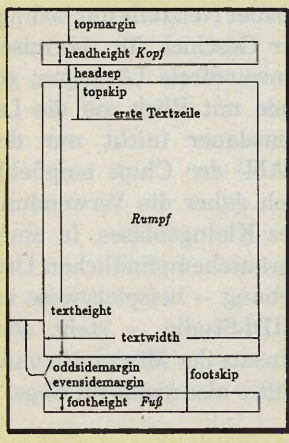 topmargin
headheight Kopf
headsep
topskip
erste Textzeile
Rumpf
textheight
textwidth
oddsidemargin
evensidemargin
footskip
footheight Fuß